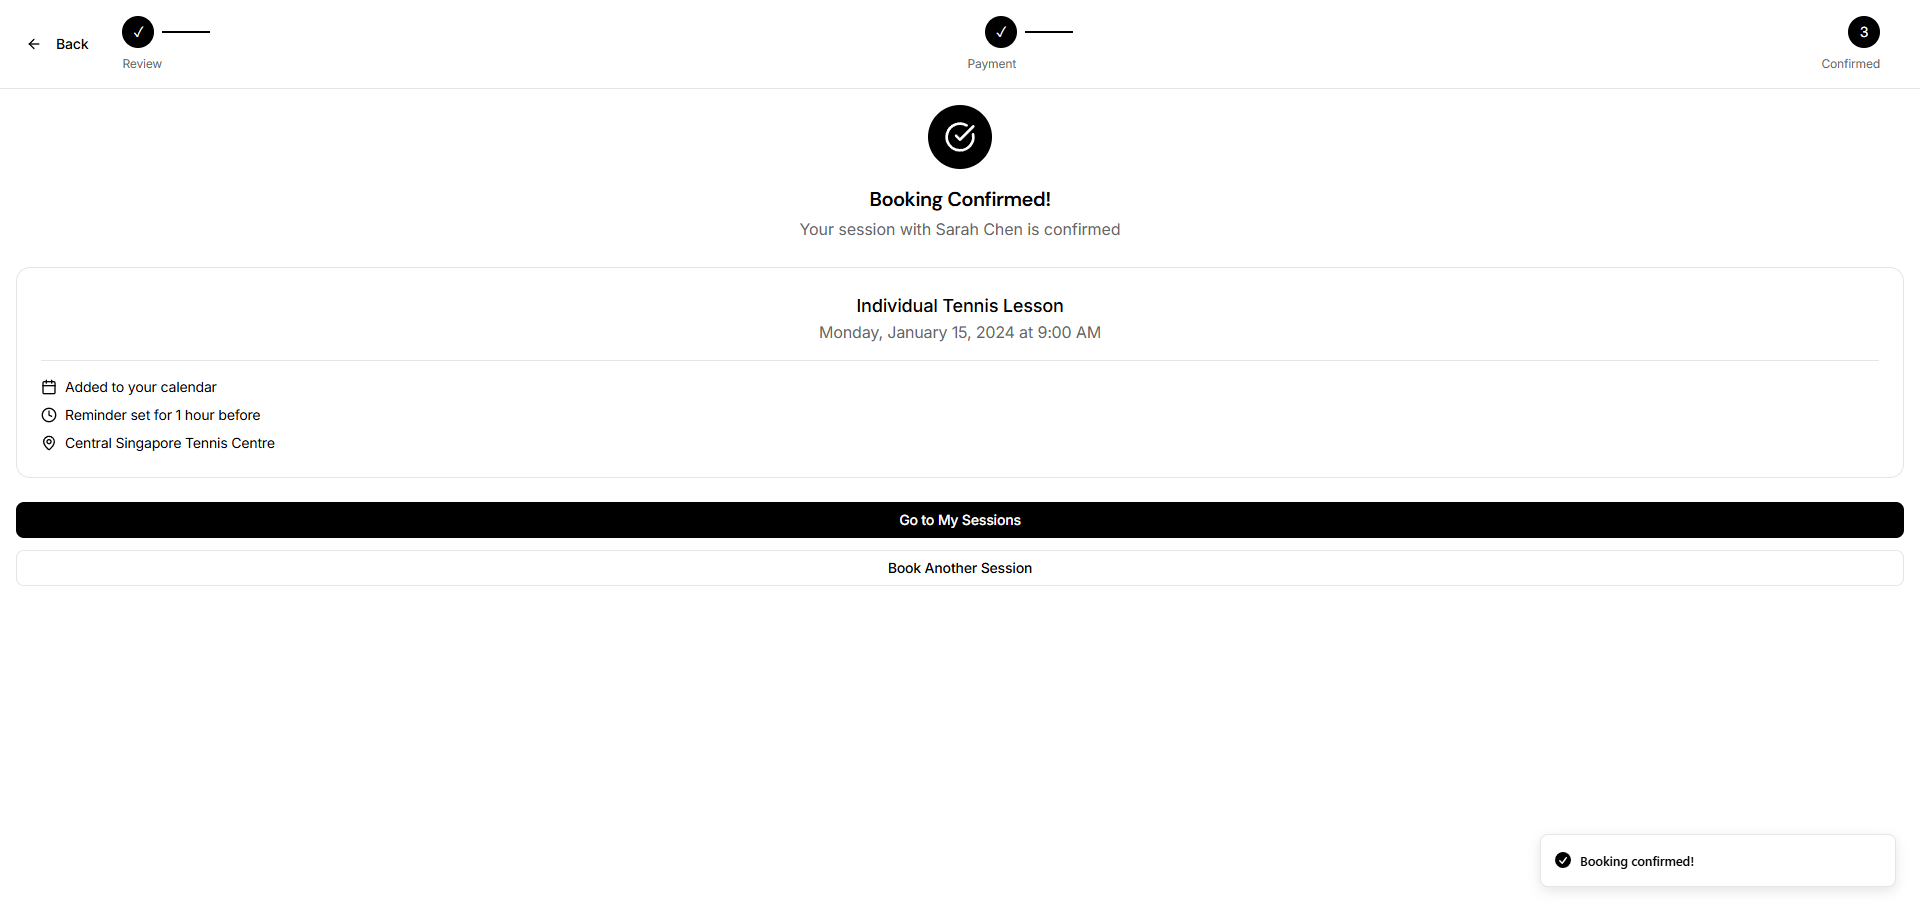 Back
Review
Payment
3
Confirmed
Booking Confirmed!
Your session with Sarah Chen is confirmed
Individual Tennis Lesson
Monday, January 15, 2024 at 9:00 AM
Added to your calendar
Reminder set for 1 hour before
Central Singapore Tennis Centre
Go to My Sessions
Book Another Session
Booking confirmed!